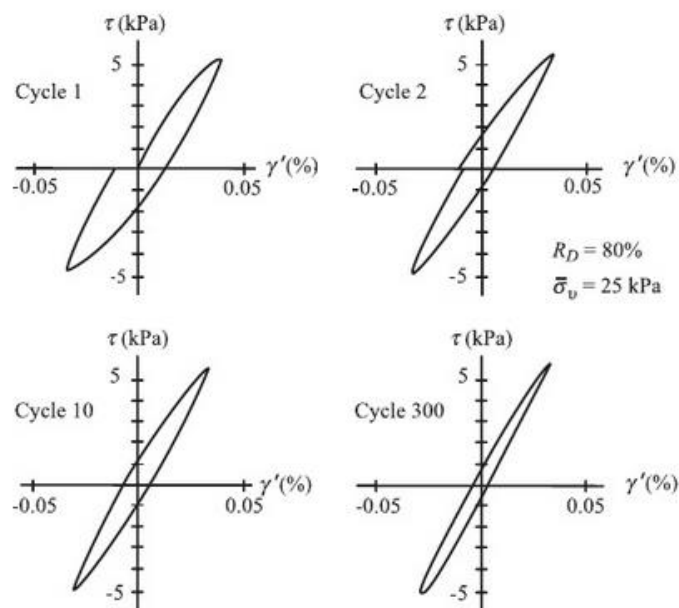 τ (kPa)
5
Cycle 1
γ′(%)
-0.05
0.05
-5
τ (kPa)
5
Cycle 2
γ′(%)
-0.05
0.05
R_D = 80%
σ̄_υ = 25 kPa
-5
τ (kPa)
5
Cycle 10
γ′(%)
-0.05
0.05
-5
τ (kPa)
5
Cycle 300
γ′(%)
-0.05
0.05
-5